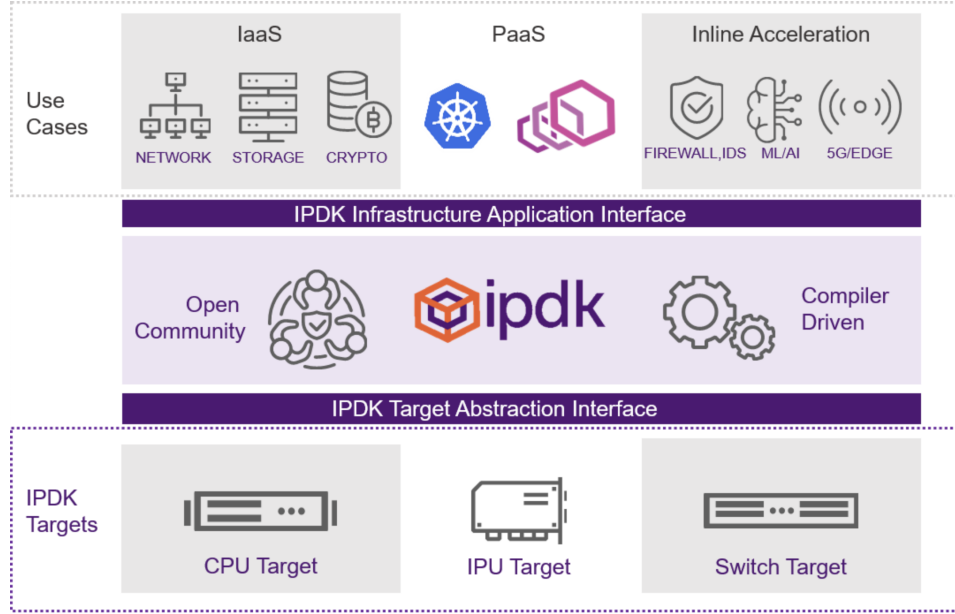 IaaS
PaaS
Inline Acceleration
Use
Cases
NETWORK
STORAGE
CRYPTO
FIREWALL,IDS
ML/AI
5G/EDGE
IPDK Infrastructure Application Interface
Open
Community
ipdk
Compiler
Driven
IPDK Target Abstraction Interface
IPDK
Targets
CPU Target
IPU Target
Switch Target